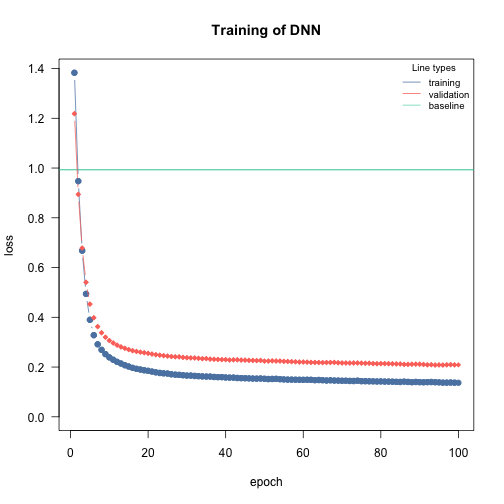 Training of DNN
Line types
training
validation
baseline
1.4
1.2
1.0
0.8
0.6
0.4
0.2
0.0
loss
0
20
40
60
80
100
epoch